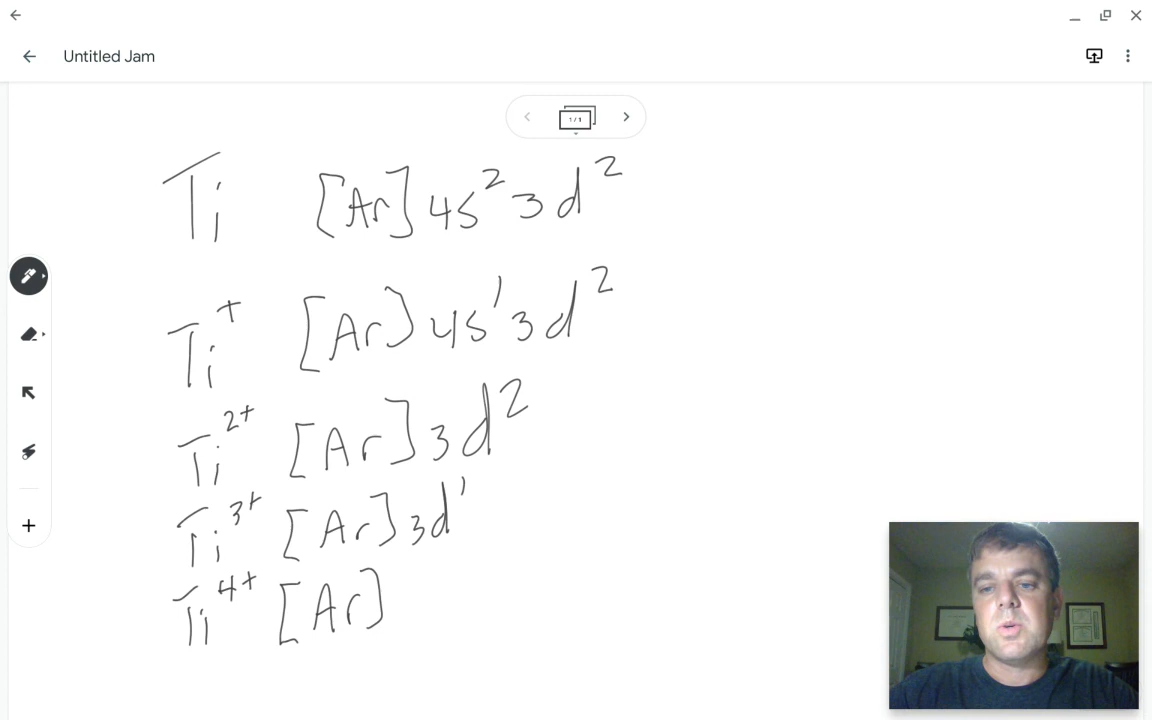 Untitled Jam
1 / 1
Ti [Ar] 4s² 3d²
Ti⁺ [Ar] 4s¹ 3d²
Ti²⁺ [Ar] 3d²
Ti³⁺ [Ar] 3d¹
Ti⁴⁺ [Ar]